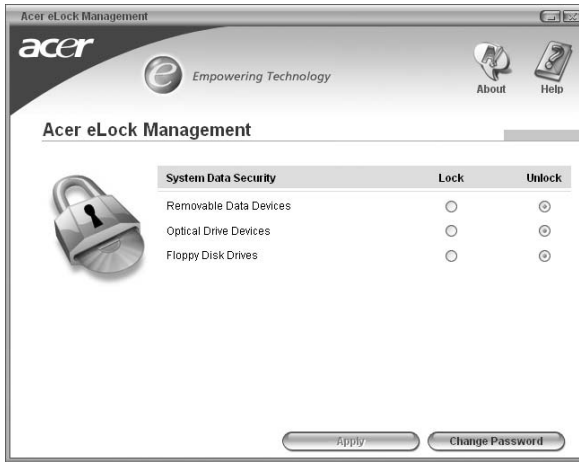 Acer eLock Management
acer
e Empowering Technology
About Help
Acer eLock Management
System Data Security Lock Unlock
Removable Data Devices
Optical Drive Devices
Floppy Disk Drives
Apply Change Password